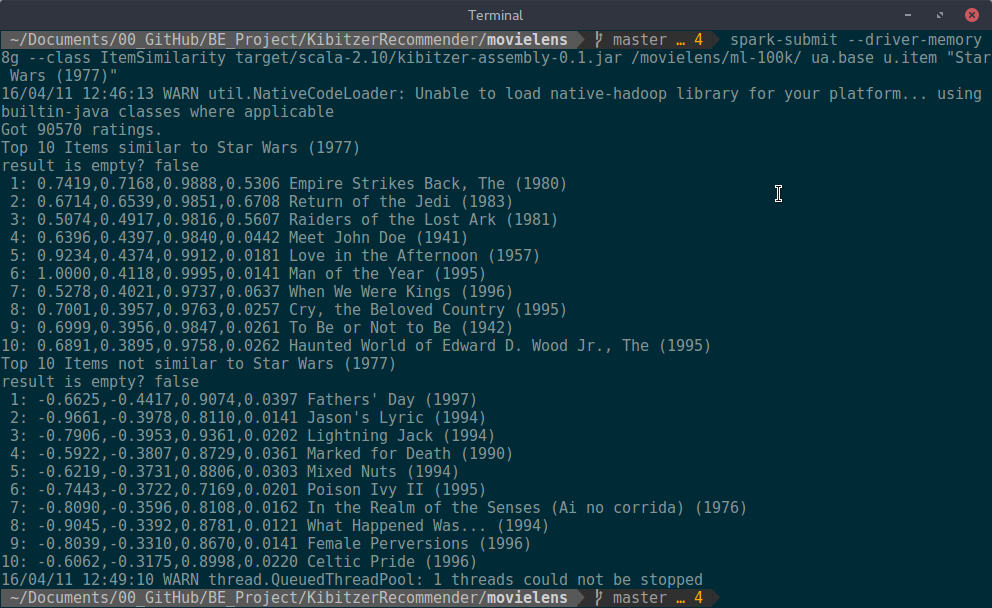 Terminal
~/Documents/00_GitHub/BE_Project/KibitzerRecommender/movielens master … 4 spark-submit --driver-memory
8g --class ItemSimilarity target/scala-2.10/kibitzer-assembly-0.1.jar /movielens/ml-100k/ ua.base u.item "Star
Wars (1977)"
16/04/11 12:46:13 WARN util.NativeCodeLoader: Unable to load native-hadoop library for your platform... using
builtin-java classes where applicable
Got 90570 ratings.
Top 10 Items similar to Star Wars (1977)
result is empty? false
1: 0.7419,0.7168,0.9888,0.5306 Empire Strikes Back, The (1980)
2: 0.6714,0.6539,0.9851,0.6708 Return of the Jedi (1983)
3: 0.5074,0.4917,0.9816,0.5607 Raiders of the Lost Ark (1981)
4: 0.6396,0.4397,0.9840,0.0442 Meet John Doe (1941)
5: 0.9234,0.4374,0.9912,0.0181 Love in the Afternoon (1957)
6: 1.0000,0.4118,0.9995,0.0141 Man of the Year (1995)
7: 0.5278,0.4021,0.9737,0.0637 When We Were Kings (1996)
8: 0.7001,0.3957,0.9763,0.0257 Cry, the Beloved Country (1995)
9: 0.6999,0.3956,0.9847,0.0261 To Be or Not to Be (1942)
10: 0.6891,0.3895,0.9758,0.0262 Haunted World of Edward D. Wood Jr., The (1995)
Top 10 Items not similar to Star Wars (1977)
result is empty? false
1: -0.6625,-0.4417,0.9074,0.0397 Fathers' Day (1997)
2: -0.9661,-0.3978,0.8110,0.0141 Jason's Lyric (1994)
3: -0.7906,-0.3953,0.9361,0.0202 Lightning Jack (1994)
4: -0.5922,-0.3807,0.8729,0.0361 Marked for Death (1990)
5: -0.6219,-0.3731,0.8806,0.0303 Mixed Nuts (1994)
6: -0.7443,-0.3722,0.7169,0.0201 Poison Ivy II (1995)
7: -0.8090,-0.3596,0.8108,0.0162 In the Realm of the Senses (Ai no corrida) (1976)
8: -0.9045,-0.3392,0.8781,0.0121 What Happened Was... (1994)
9: -0.8039,-0.3310,0.8670,0.0141 Female Perversions (1996)
10: -0.6062,-0.3175,0.8998,0.0220 Celtic Pride (1996)
16/04/11 12:49:10 WARN thread.QueuedThreadPool: 1 threads could not be stopped
~/Documents/00_GitHub/BE_Project/KibitzerRecommender/movielens master … 4